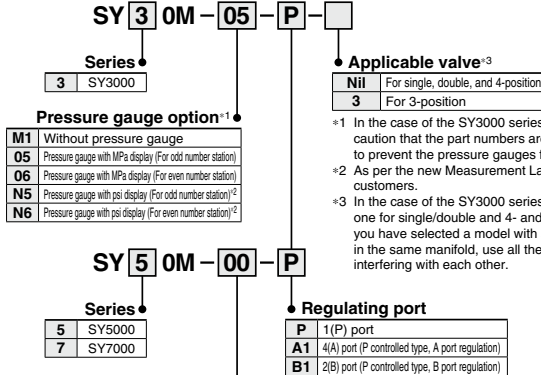 SY 3 0M – 05 – P –
Series
3 SY3000
Pressure gauge option*1
M1 Without pressure gauge
05 Pressure gauge with MPa display (For odd number station)
06 Pressure gauge with MPa display (For even number station)
N5 Pressure gauge with psi display (For odd number station)*2
N6 Pressure gauge with psi display (For even number station)*2
Applicable valve*3
Nil For single, double, and 4-position
3 For 3-position
*1 In the case of the SY3000 series
caution that the part numbers
to prevent the pressure gauges
*2 As per the new Measurement
customers.
*3 In the case of the SY3000 series
one for single/double and 4- and
you have selected a model with
in the same manifold, use all the
interfering with each other.
SY 5 0M – 00 – P
Series
5 SY5000
7 SY7000
Regulating port
P 1(P) port
A1 4(A) port (P controlled type, A port regulation)
B1 2(B) port (P controlled type, B port regulation)